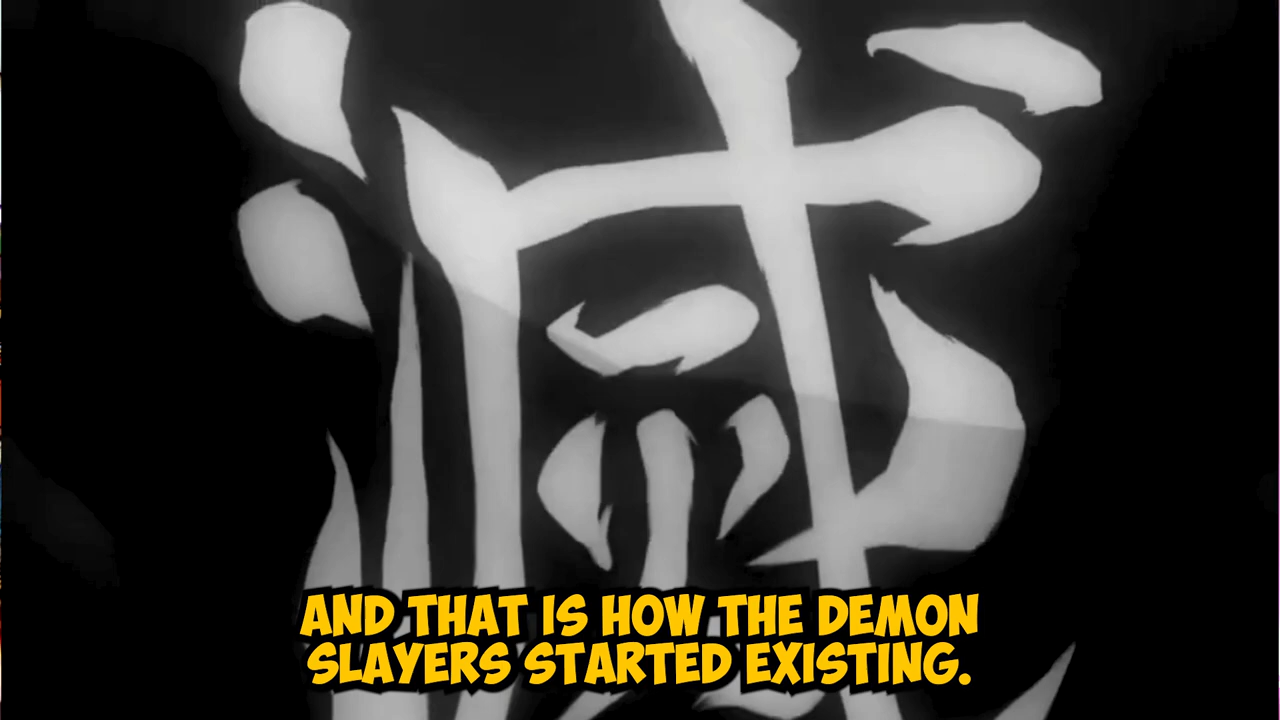 滅
AND THAT IS HOW THE DEMON
SLAYERS STARTED EXISTING.